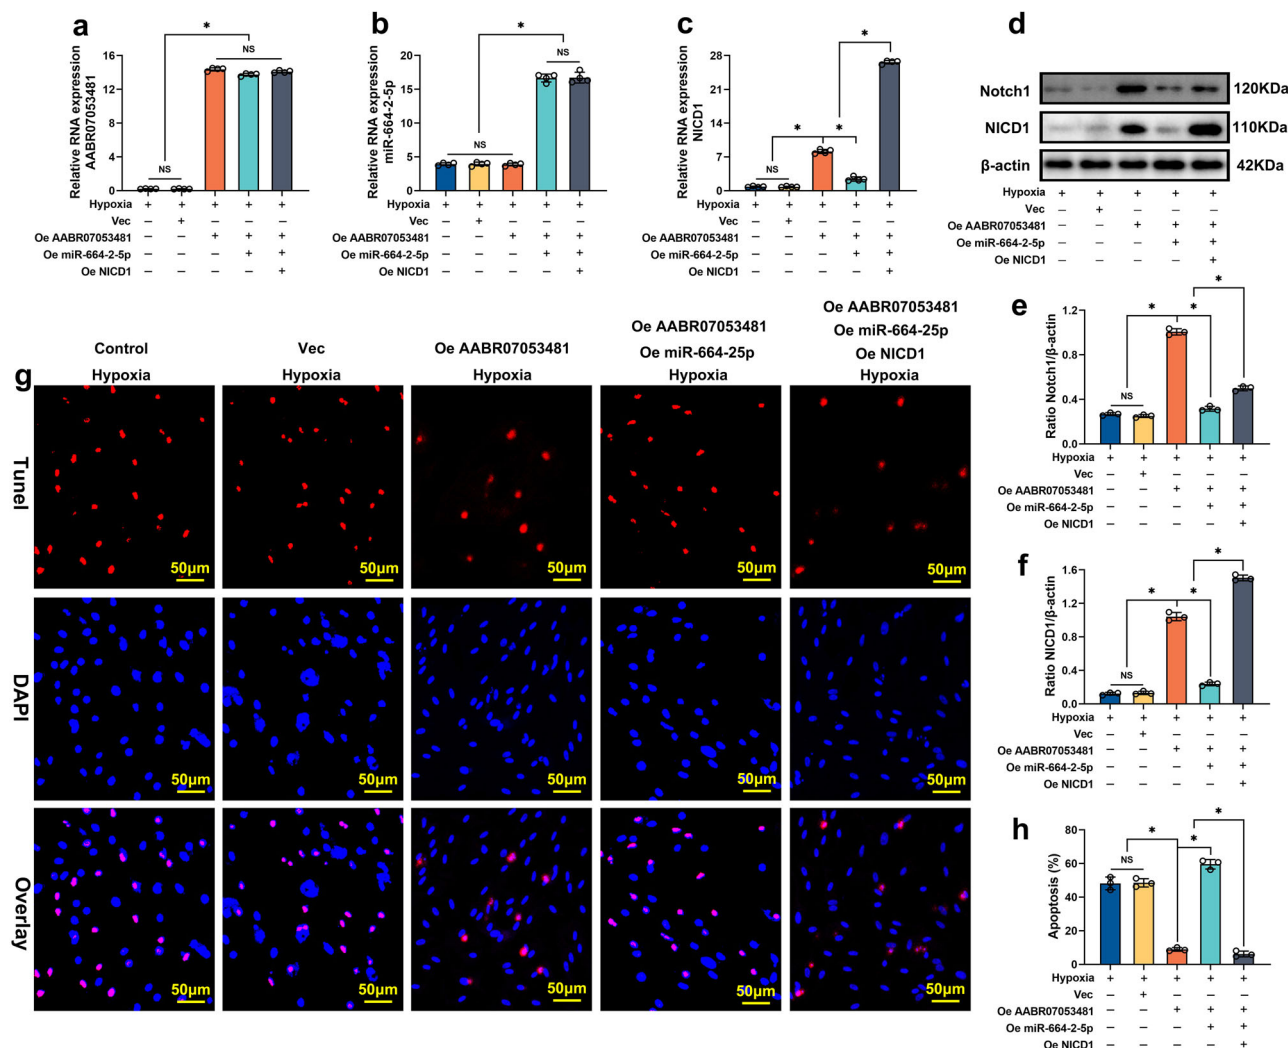 a
Relative RNA expression
AABR07053481
16
12
8
4
0
*
NS
NS
Hypoxia + + + + +
Vec − + − − −
Oe AABR07053481 − − + + +
Oe miR-664-2-5p − − − + +
Oe NICD1 − − − − +
b
Relative RNA expression
miR-664-2-5p
20
15
10
5
0
*
NS
NS
Hypoxia + + + + +
Vec − + − − −
Oe AABR07053481 − − + + +
Oe miR-664-2-5p − − − + +
Oe NICD1 − − − − +
c
Relative RNA expression
NICD1
28
21
14
7
0
*
*
*
NS
Hypoxia + + + + +
Vec − + − − −
Oe AABR07053481 − − + + +
Oe miR-664-2-5p − − − + +
Oe NICD1 − − − − +
d
Notch1 120KDa
NICD1 110KDa
β-actin 42KDa
Hypoxia + + + + +
Vec − + − − −
Oe AABR07053481 − − + + +
Oe miR-664-2-5p − − − + +
Oe NICD1 − − − − +
e
Ratio Notch1/β-actin
1.2
0.8
0.4
0.0
NS
*
*
*
Hypoxia + + + + +
Vec − + − − −
Oe AABR07053481 − − + + +
Oe miR-664-2-5p − − − + +
Oe NICD1 − − − − +
f
Ratio NICD1/β-actin
1.6
1.2
0.8
0.4
0.0
NS
*
*
*
Hypoxia + + + + +
Vec − + − − −
Oe AABR07053481 − − + + +
Oe miR-664-2-5p − − − + +
Oe NICD1 − − − − +
g
Control
Hypoxia
Vec
Hypoxia
Oe AABR07053481
Hypoxia
Oe AABR07053481
Oe miR-664-25p
Hypoxia
Oe AABR07053481
Oe miR-664-25p
Oe NICD1
Hypoxia
Tunel
50μm 50μm 50μm 50μm 50μm
DAPI
50μm 50μm 50μm 50μm 50μm
Overlay
50μm 50μm 50μm 50μm 50μm
h
Apoptosis (%)
80
60
40
20
0
NS
*
*
*
Hypoxia + + + + +
Vec − + − − −
Oe AABR07053481 − − + + +
Oe miR-664-2-5p − − − + +
Oe NICD1 − − − − +